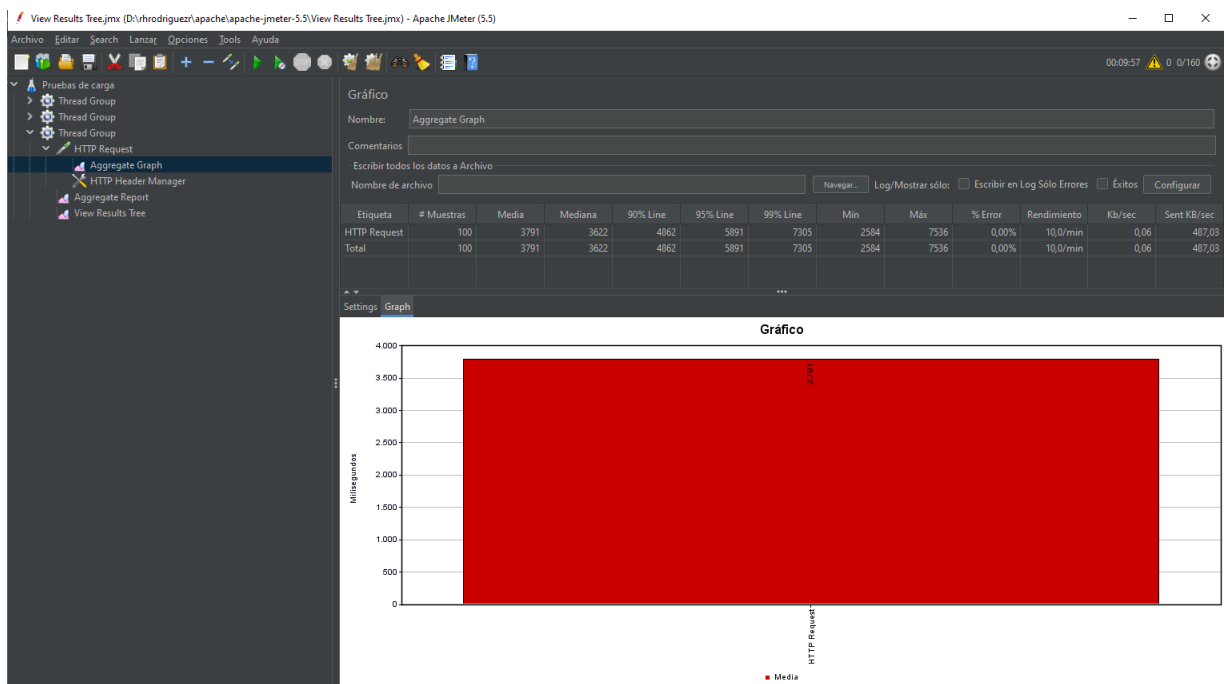 View Results Tree.jmx (D:\rhrodriguezr\apache\apache-jmeter-5.5\View Results Tree.jmx) - Apache JMeter (5.5)
Archivo Editar Search Lanzar Opciones Tools Ayuda
00:09:57 0 0/160
Pruebas de carga
Thread Group
Thread Group
Thread Group
HTTP Request
Aggregate Graph
HTTP Header Manager
Aggregate Report
View Results Tree
Gráfico
Nombre: Aggregate Graph
Comentarios
Escribir todos los datos a Archivo
Nombre de archivo Navegar... Log/Mostrar sólo: Escribir en Log Sólo Errores Éxitos Configurar
Etiqueta # Muestras Media Mediana 90% Line 95% Line 99% Line Mín Máx % Error Rendimiento Kb/sec Sent KB/sec
HTTP Request 100 3791 3622 4862 5891 7305 2584 7536 0,00% 10,0/min 0,06 487,03
Total 100 3791 3622 4862 5891 7305 2584 7536 0,00% 10,0/min 0,06 487,03
Settings Graph
Gráfico
4.000
3.500
3.000
2.500
2.000
1.500
1.000
500
0
Milisegundos
3.791
HTTP Request
Media